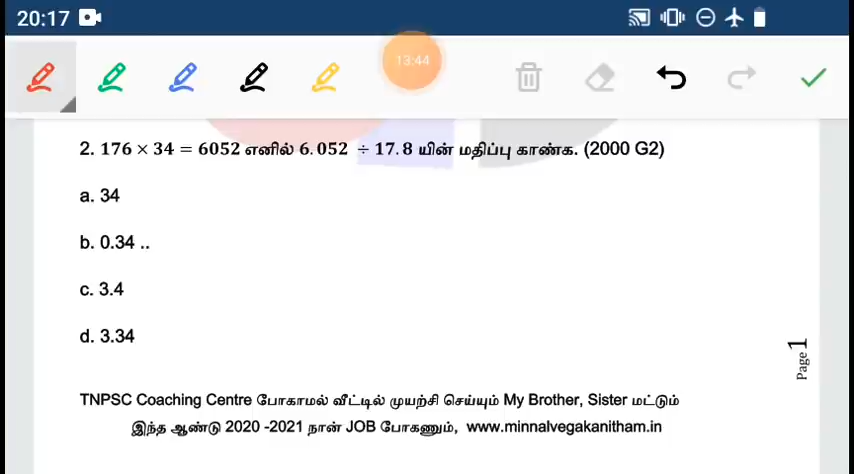 20:17
13:44
2. 176 × 34 = 6052 எனில் 6.052 ÷ 17.8 யின் மதிப்பு காண்க. (2000 G2)
a. 34
b. 0.34 ..
c. 3.4
d. 3.34
Page 1
TNPSC Coaching Centre போகாமல் வீட்டில் முயற்சி செய்யும் My Brother, Sister மட்டும்
இந்த ஆண்டு 2020 -2021 நான் JOB போகணும், www.minnalvegakanitham.in